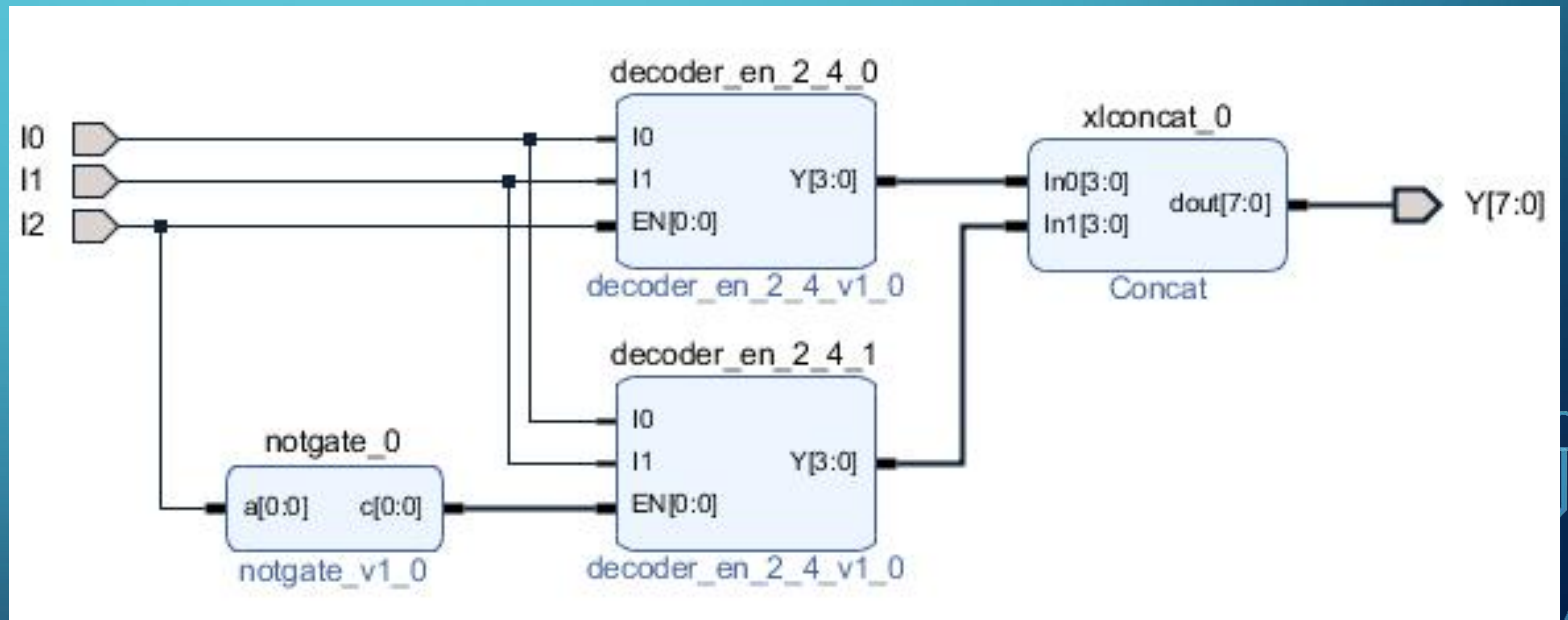 I0
I1
I2
decoder_en_2_4_0
I0
I1
EN[0:0]
Y[3:0]
decoder_en_2_4_v1_0
xlconcat_0
In0[3:0]
In1[3:0]
dout[7:0]
Concat
Y[7:0]
decoder_en_2_4_1
I0
I1
EN[0:0]
Y[3:0]
decoder_en_2_4_v1_0
notgate_0
a[0:0]
c[0:0]
notgate_v1_0